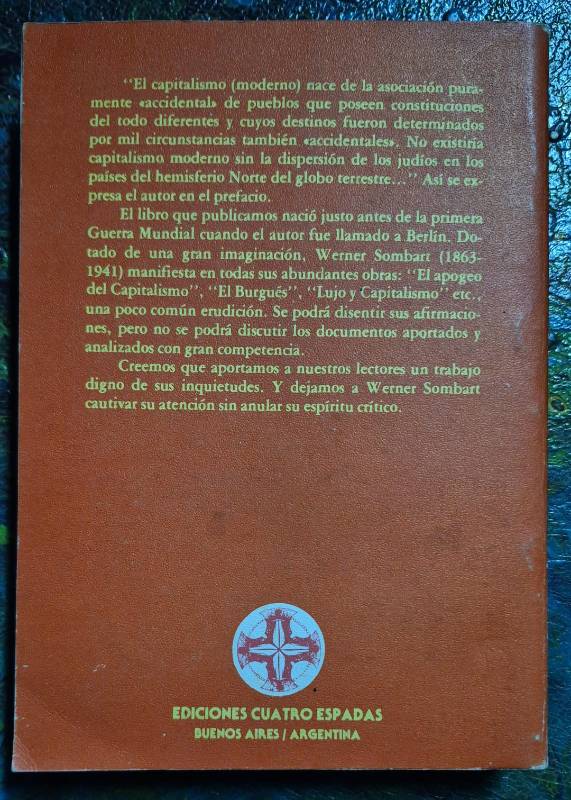 "El capitalismo (moderno) nace de la asociación pura-
mente «accidental» de pueblos que poseen constituciones
del todo diferentes y cuyos destinos fueron determinados
por mil circunstancias también «accidentales». No existiría
capitalismo moderno sin la dispersión de los judíos en los
países del hemisferio Norte del globo terrestre..." Así se ex-
presa el autor en el prefacio.
El libro que publicamos nació justo antes de la primera
Guerra Mundial cuando el autor fue llamado a Berlín. Do-
tado de una gran imaginación, Werner Sombart (1863-
1941) manifiesta en todas sus abundantes obras: "El apogeo
del Capitalismo", "El Burgués", "Lujo y Capitalismo" etc.,
una poco común erudición. Se podrá disentir sus afirmacio-
nes, pero no se podrá discutir los documentos aportados y
analizados con gran competencia.
Creemos que aportamos a nuestros lectores un trabajo
digno de sus inquietudes. Y dejamos a Werner Sombart
cautivar su atención sin anular su espíritu crítico.
EDICIONES CUATRO ESPADAS
BUENOS AIRES / ARGENTINA